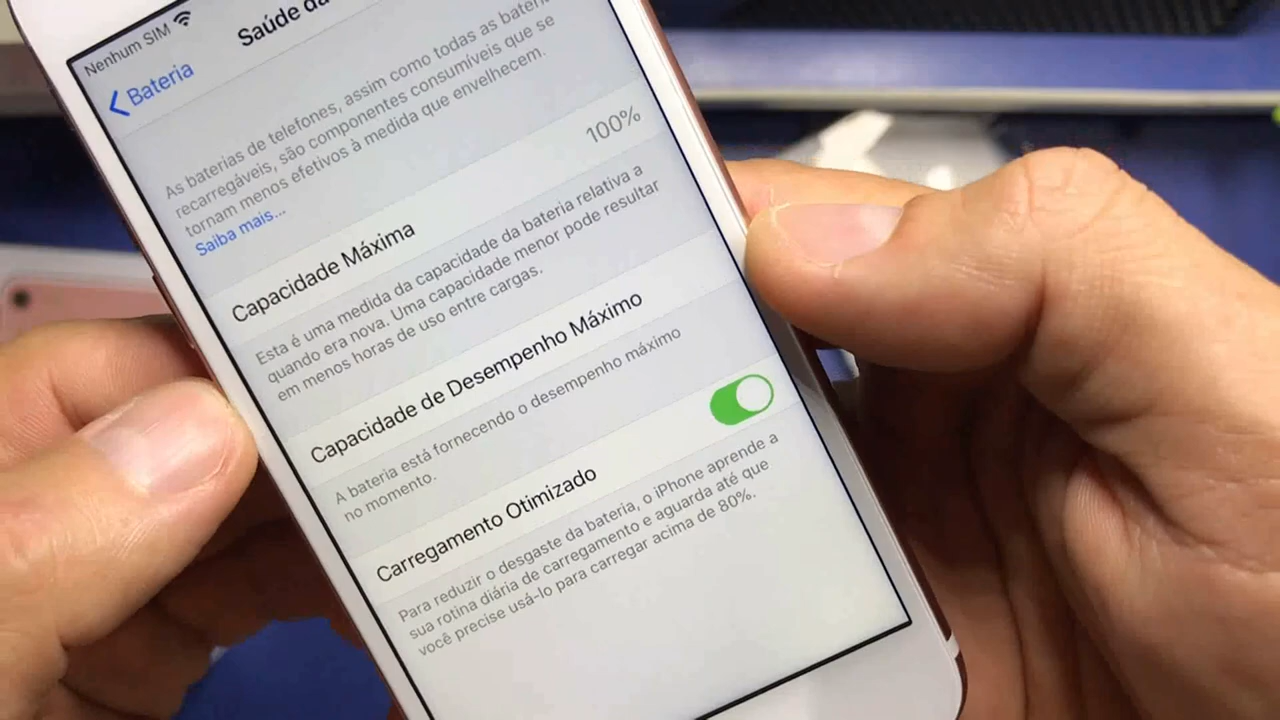 Nenhum SIM
Bateria
Saúde da
As baterias de telefones, assim como todas as
recarregáveis, são componentes consumíveis que se
tornam menos efetivos à medida que envelhecem.
Saiba mais...
Capacidade Máxima 100%
Esta é uma medida da capacidade da bateria relativa a
quando era nova. Uma capacidade menor pode resultar
em menos horas de uso entre cargas.
Capacidade de Desempenho Máximo
A bateria está fornecendo o desempenho máximo
no momento.
Carregamento Otimizado
Para reduzir o desgaste da bateria, o iPhone aprende a
sua rotina diária de carregamento e aguarda até que
você precise usá-lo para carregar acima de 80%.